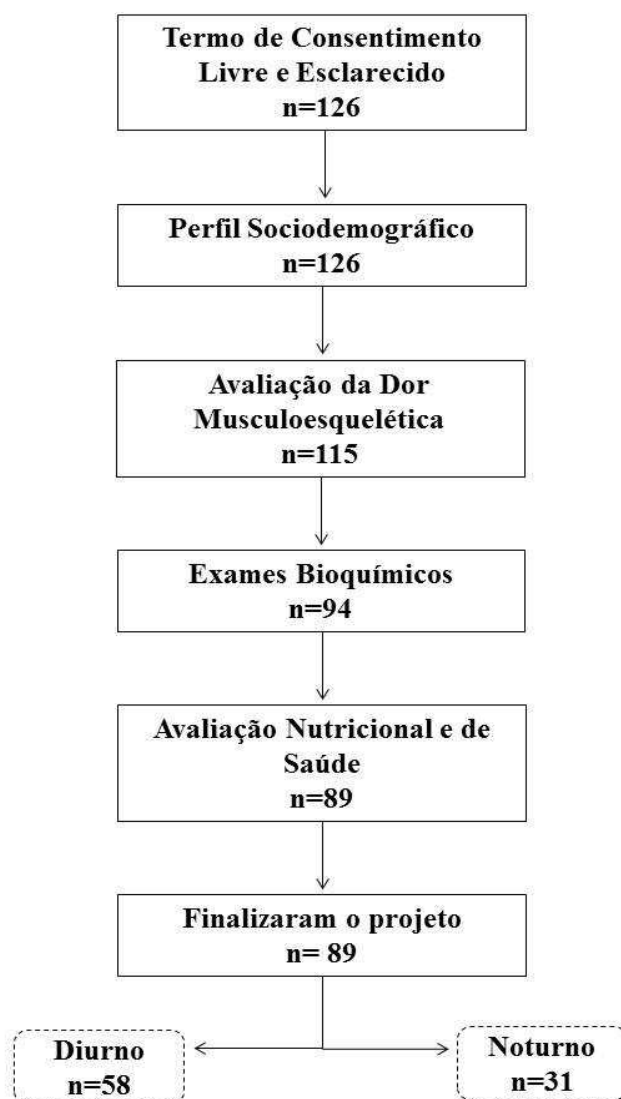 Termo de Consentimento
Livre e Esclarecido
n=126
Perfil Sociodemográfico
n=126
Avaliação da Dor
Musculoesquelética
n=115
Exames Bioquímicos
n=94
Avaliação Nutricional e de
Saúde
n=89
Finalizaram o projeto
n= 89
Diurno
n=58
Noturno
n=31